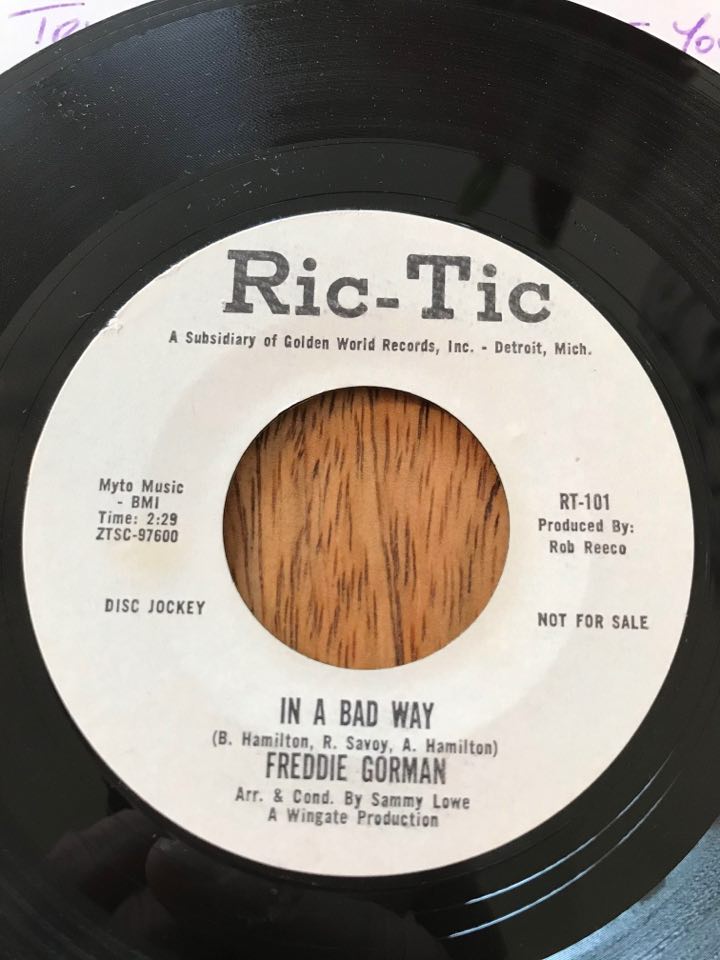 You
Ric-Tic
A Subsidiary of Golden World Records, Inc. - Detroit, Mich.
Myto Music
- BMI
Time: 2:29
ZTSC-97600
DISC JOCKEY
RT-101
Produced By:
Rob Reeco
NOT FOR SALE
IN A BAD WAY
(B. Hamilton, R. Savoy, A. Hamilton)
FREDDIE GORMAN
Arr. & Cond. By Sammy Lowe
A Wingate Production